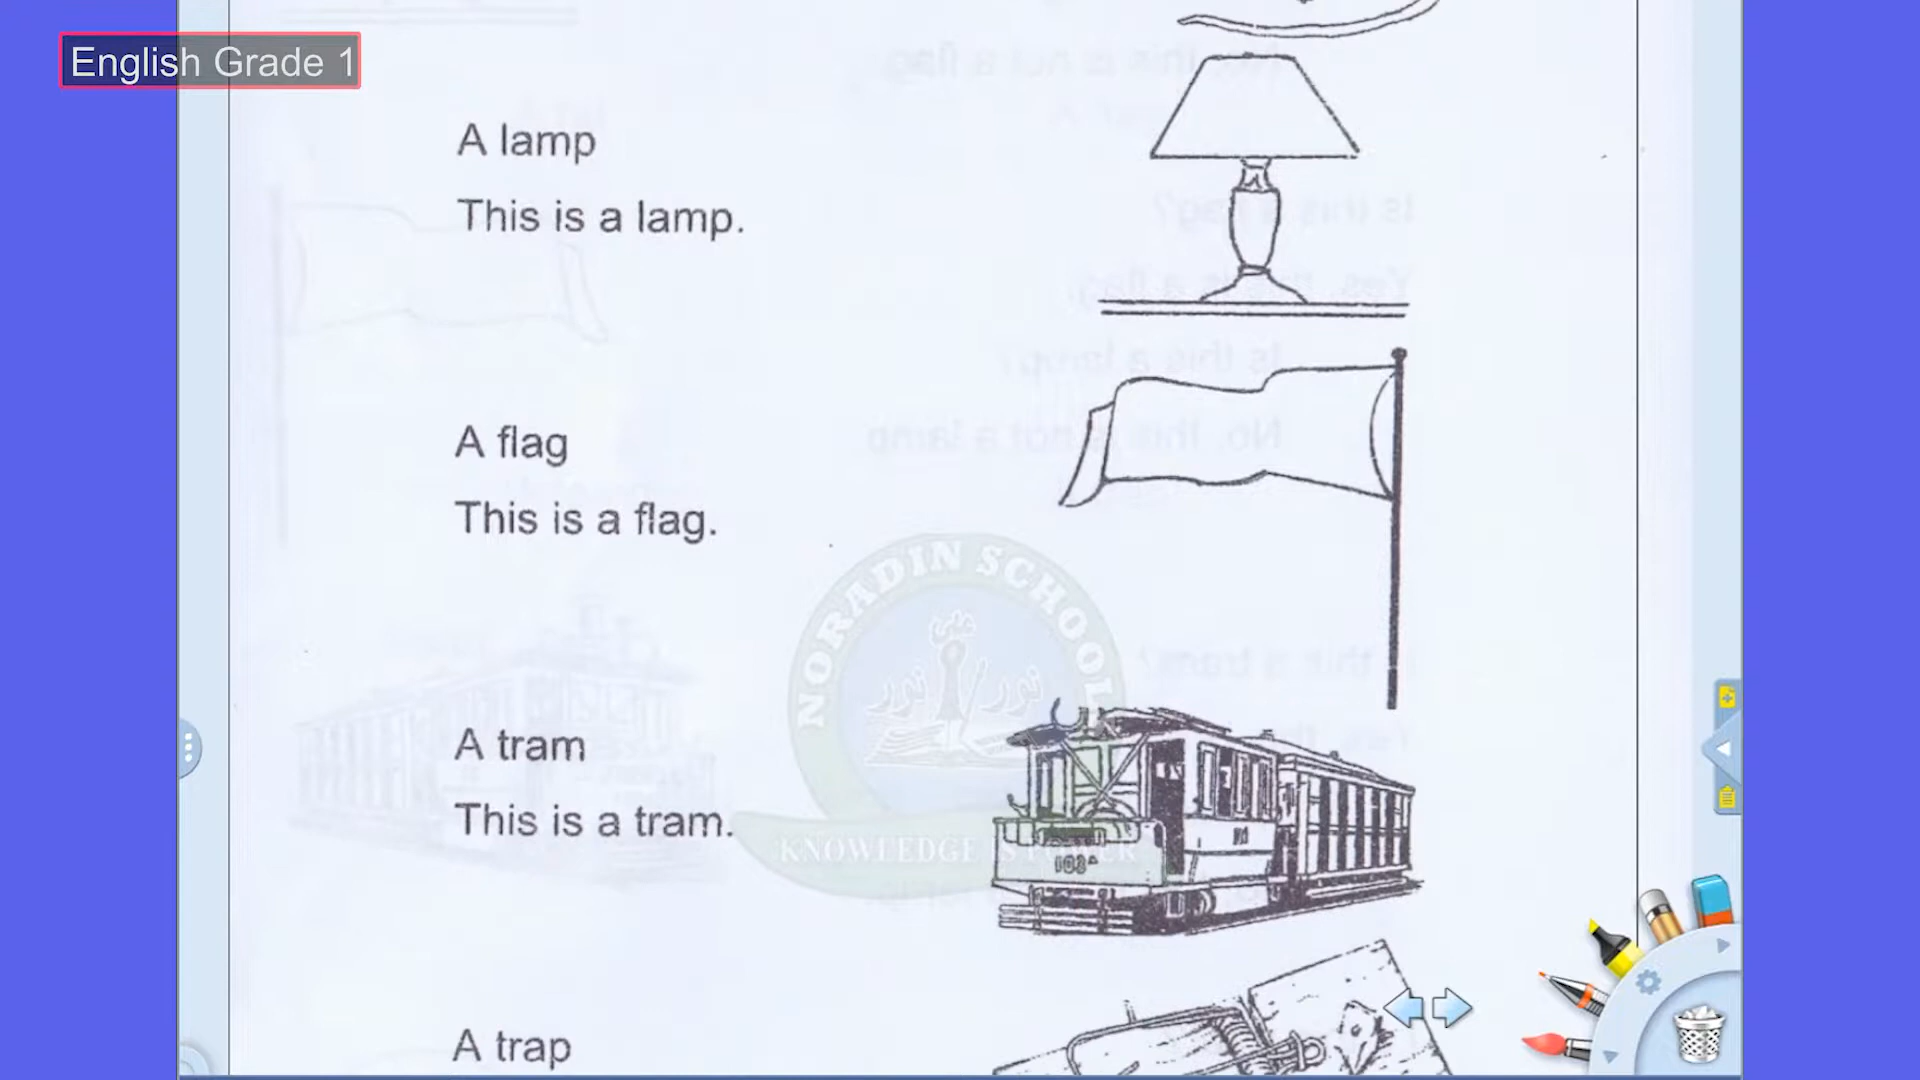 English Grade 1
A lamp
This is a lamp.
A flag
This is a flag.
NORADIN SCHOOL
A tram
This is a tram.
KNOWLEDGE IS POWER
A trap